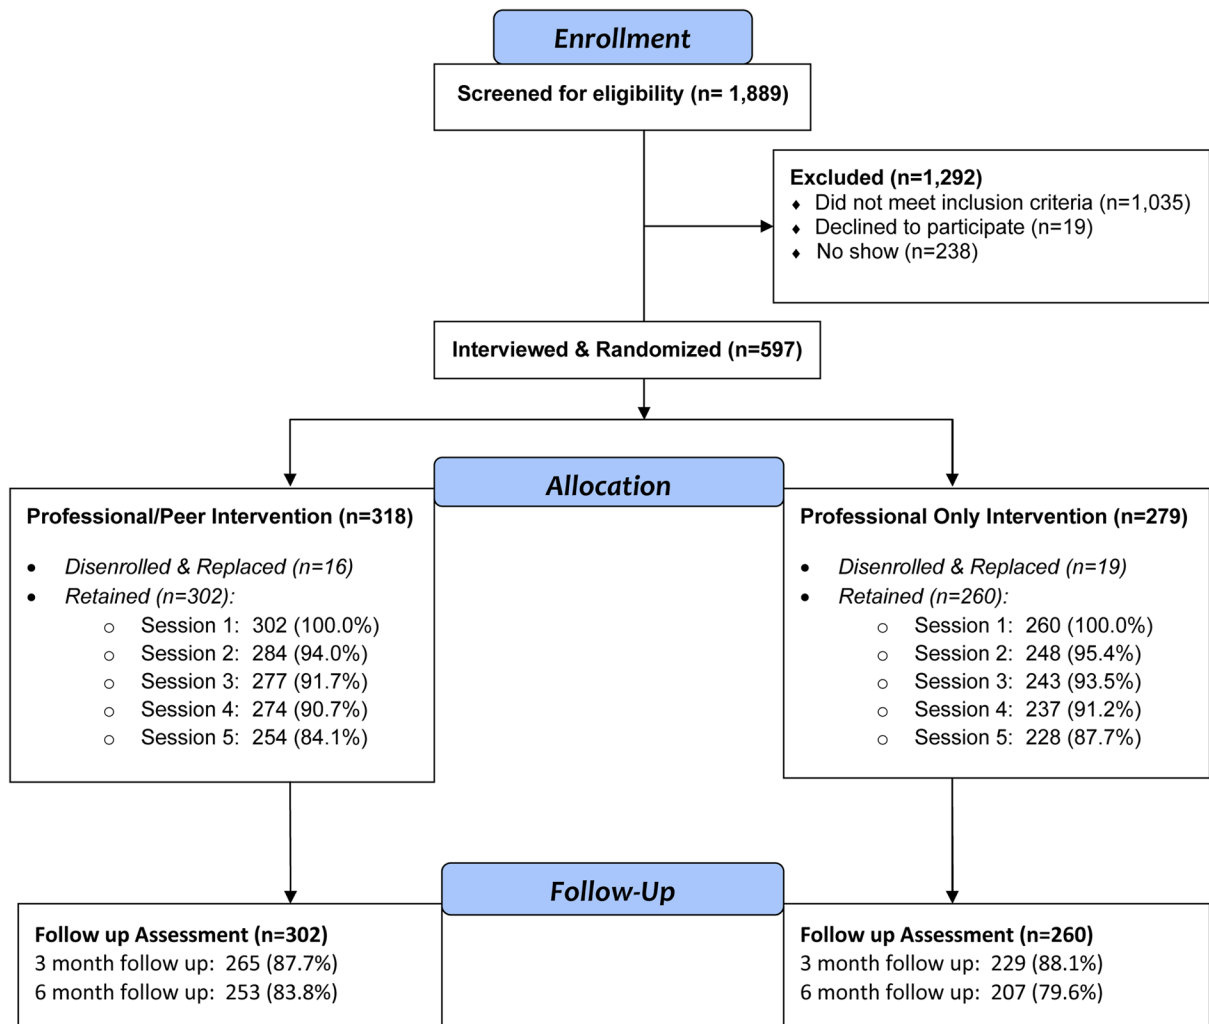 Enrollment
Screened for eligibility (n= 1,889)
Excluded (n=1,292)
♦ Did not meet inclusion criteria (n=1,035)
♦ Declined to participate (n=19)
♦ No show (n=238)
Interviewed & Randomized (n=597)
Allocation
Professional/Peer Intervention (n=318)
• Disenrolled & Replaced (n=16)
• Retained (n=302):
o Session 1: 302 (100.0%)
o Session 2: 284 (94.0%)
o Session 3: 277 (91.7%)
o Session 4: 274 (90.7%)
o Session 5: 254 (84.1%)
Professional Only Intervention (n=279)
• Disenrolled & Replaced (n=19)
• Retained (n=260):
o Session 1: 260 (100.0%)
o Session 2: 248 (95.4%)
o Session 3: 243 (93.5%)
o Session 4: 237 (91.2%)
o Session 5: 228 (87.7%)
Follow-Up
Follow up Assessment (n=302)
3 month follow up: 265 (87.7%)
6 month follow up: 253 (83.8%)
Follow up Assessment (n=260)
3 month follow up: 229 (88.1%)
6 month follow up: 207 (79.6%)